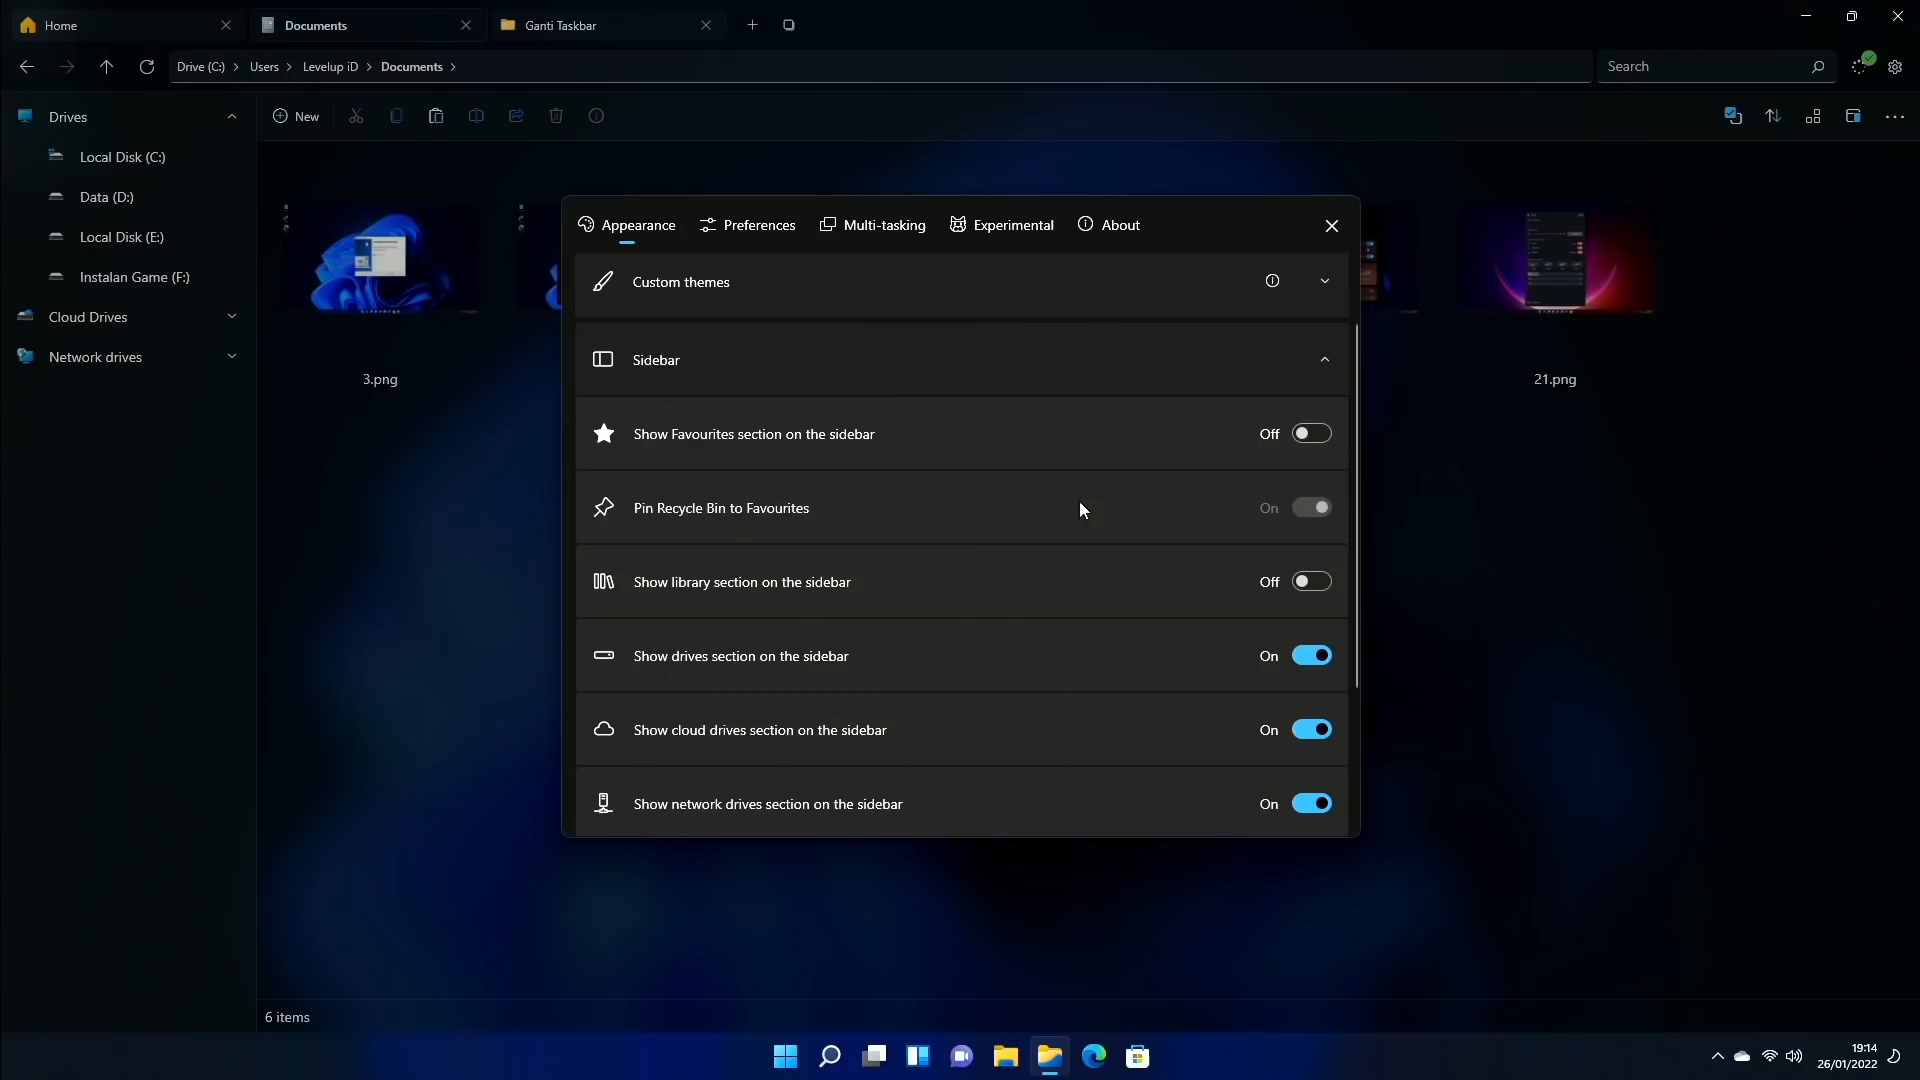 Home
Documents
Ganti Taskbar
Drive (C:) > Users > Levelup iD > Documents >
Search
Drives
New
Local Disk (C:)
Data (D:)
Local Disk (E:)
Instalan Game (F:)
Cloud Drives
Network drives
3.png
21.png
Appearance
Preferences
Multi-tasking
Experimental
About
Custom themes
Sidebar
Show Favourites section on the sidebar
Off
Pin Recycle Bin to Favourites
On
Show library section on the sidebar
Off
Show drives section on the sidebar
On
Show cloud drives section on the sidebar
On
Show network drives section on the sidebar
On
6 items
19:14
26/01/2022